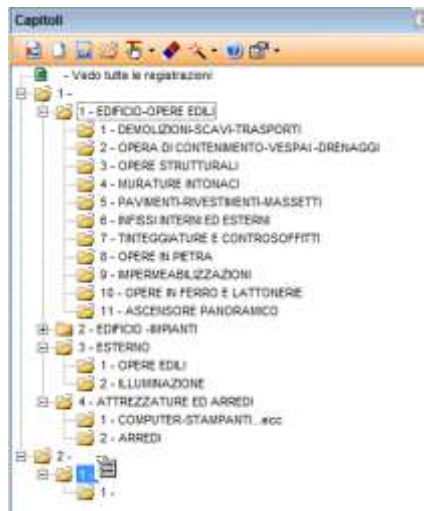 Capitoli
- Vedo tutte le registrazioni
1 -
1 - EDIFICIO-OPERE EDILI
1 - DEMOLIZIONI-SCAVI-TRASPORTI
2 - OPERA DI CONTENIMENTO-VESPAI -DRENAGGI
3 - OPERE STRUTTURALI
4 - MURATURE INTONACI
5 - PAVIMENTI-RIVESTIMENTI-MASSETTI
6 - INFISSI INTERNI ED ESTERNI
7 - TINTEGGIATURE E CONTROSOFFITTI
8 - OPERE IN PIETRA
9 - IMPERMEABILIZZAZIONI
10 - OPERE IN FERRO E LATTONERIE
11 - ASCENSORE PANORAMICO
2 - EDIFICIO -IMPIANTI
3 - ESTERNO
1 - OPERE EDILI
2 - ILLUMINAZIONE
4 - ATTREZZATURE ED ARREDI
1 - COMPUTER-STAMPANTI...ecc
2 - ARREDI
2 -
1 -
1 -